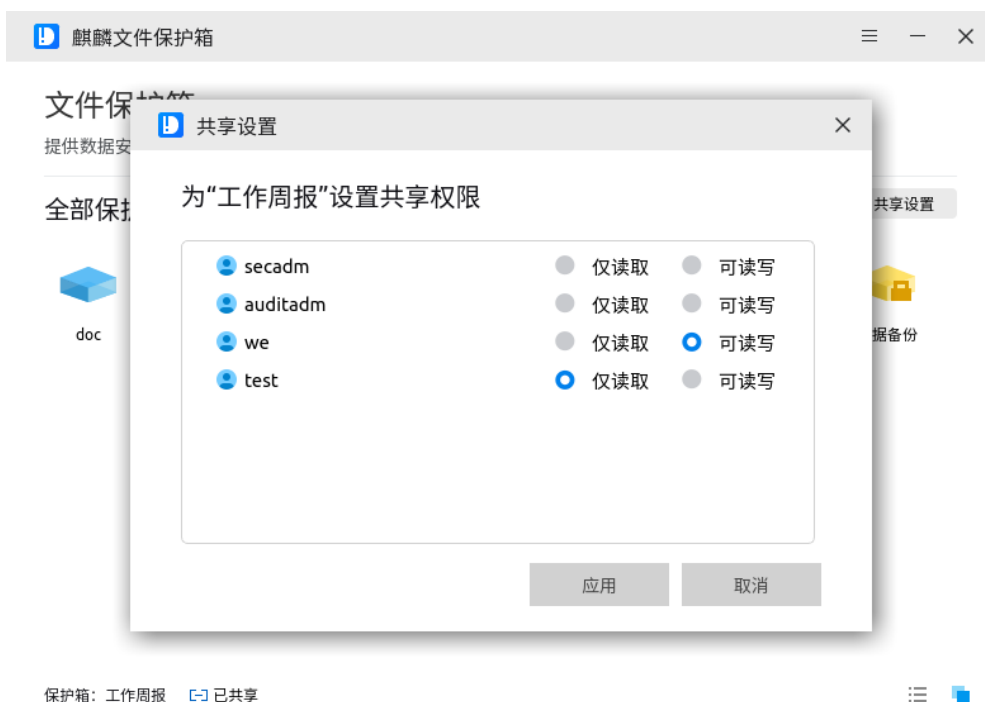 麒麟文件保护箱
文件保
提供数据安
共享设置
全部保
共享设置
为“工作周报”设置共享权限
secadm 仅读取 可读写
auditadm 仅读取 可读写
we 仅读取 可读写
test 仅读取 可读写
doc
据备份
应用 取消
保护箱：工作周报 已共享